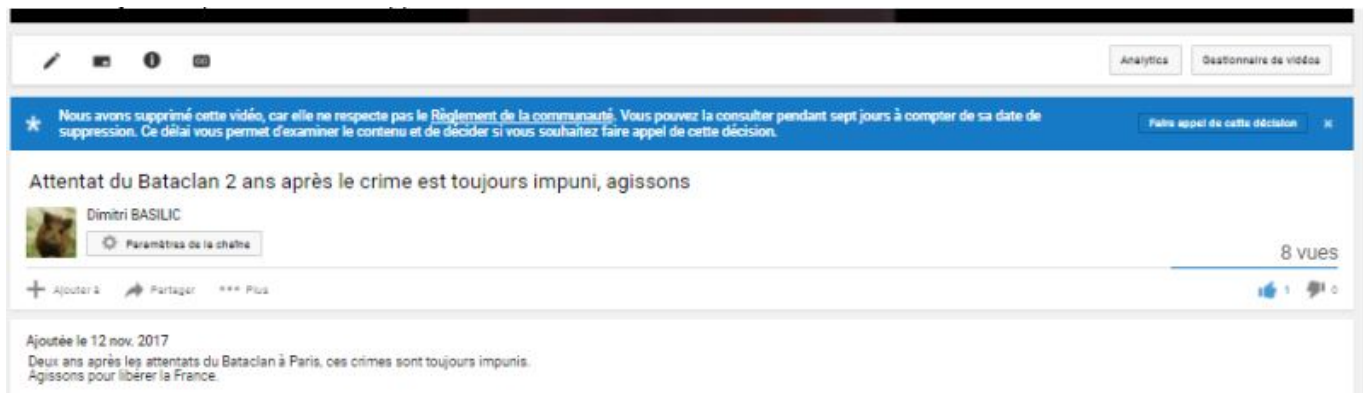 Analytics Gestionnaire de vidéos
Nous avons supprimé cette vidéo, car elle ne respecte pas le Règlement de la communauté. Vous pouvez la consulter pendant sept jours à compter de sa date de
suppression. Ce délai vous permet d'examiner le contenu et de décider si vous souhaitez faire appel de cette décision.
Faire appel de cette décision ×
Attentat du Bataclan 2 ans après le crime est toujours impuni, agissons
Dimitri BASILIC
Paramètres de la chaîne
8 vues
Ajouter à Partager ••• Plus 1 0
Ajoutée le 12 nov. 2017
Deux ans après les attentats du Bataclan à Paris, ces crimes sont toujours impunis.
Agissons pour libérer la France.